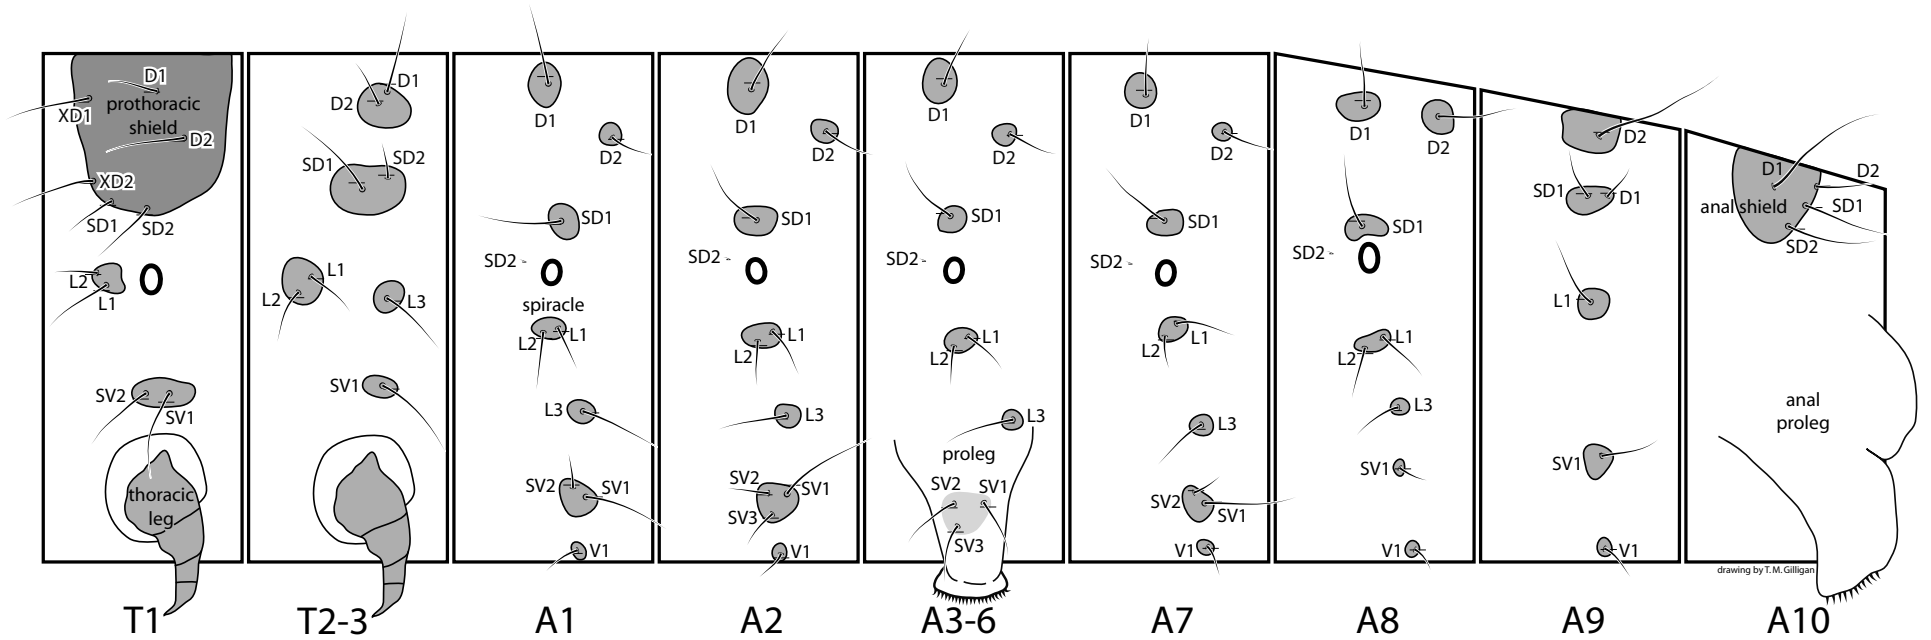 D1
prothoracic
shield
XD1
D2
XD2
SD1
SD2
L2
L1
SV2
SV1
thoracic
leg
T1
D1
D2
SD1
SD2
L1
L2
L3
SV1
T2-3
D1
D2
SD1
SD2
spiracle
L2
L1
L3
SV2
SV1
V1
A1
D1
D2
SD1
SD2
L1
L2
L3
SV2
SV1
SV3
V1
A2
D1
D2
SD1
SD2
L1
L2
L3
proleg
SV2
SV1
SV3
A3-6
D1
D2
SD1
SD2
L1
L2
L3
SV2
SV1
V1
A7
D1
D2
SD1
SD2
L1
L2
L3
SV1
V1
A8
D2
SD1
D1
L1
SV1
V1
A9
D1
D2
anal shield
SD1
SD2
anal
proleg
drawing by T. M. Gilligan
A10